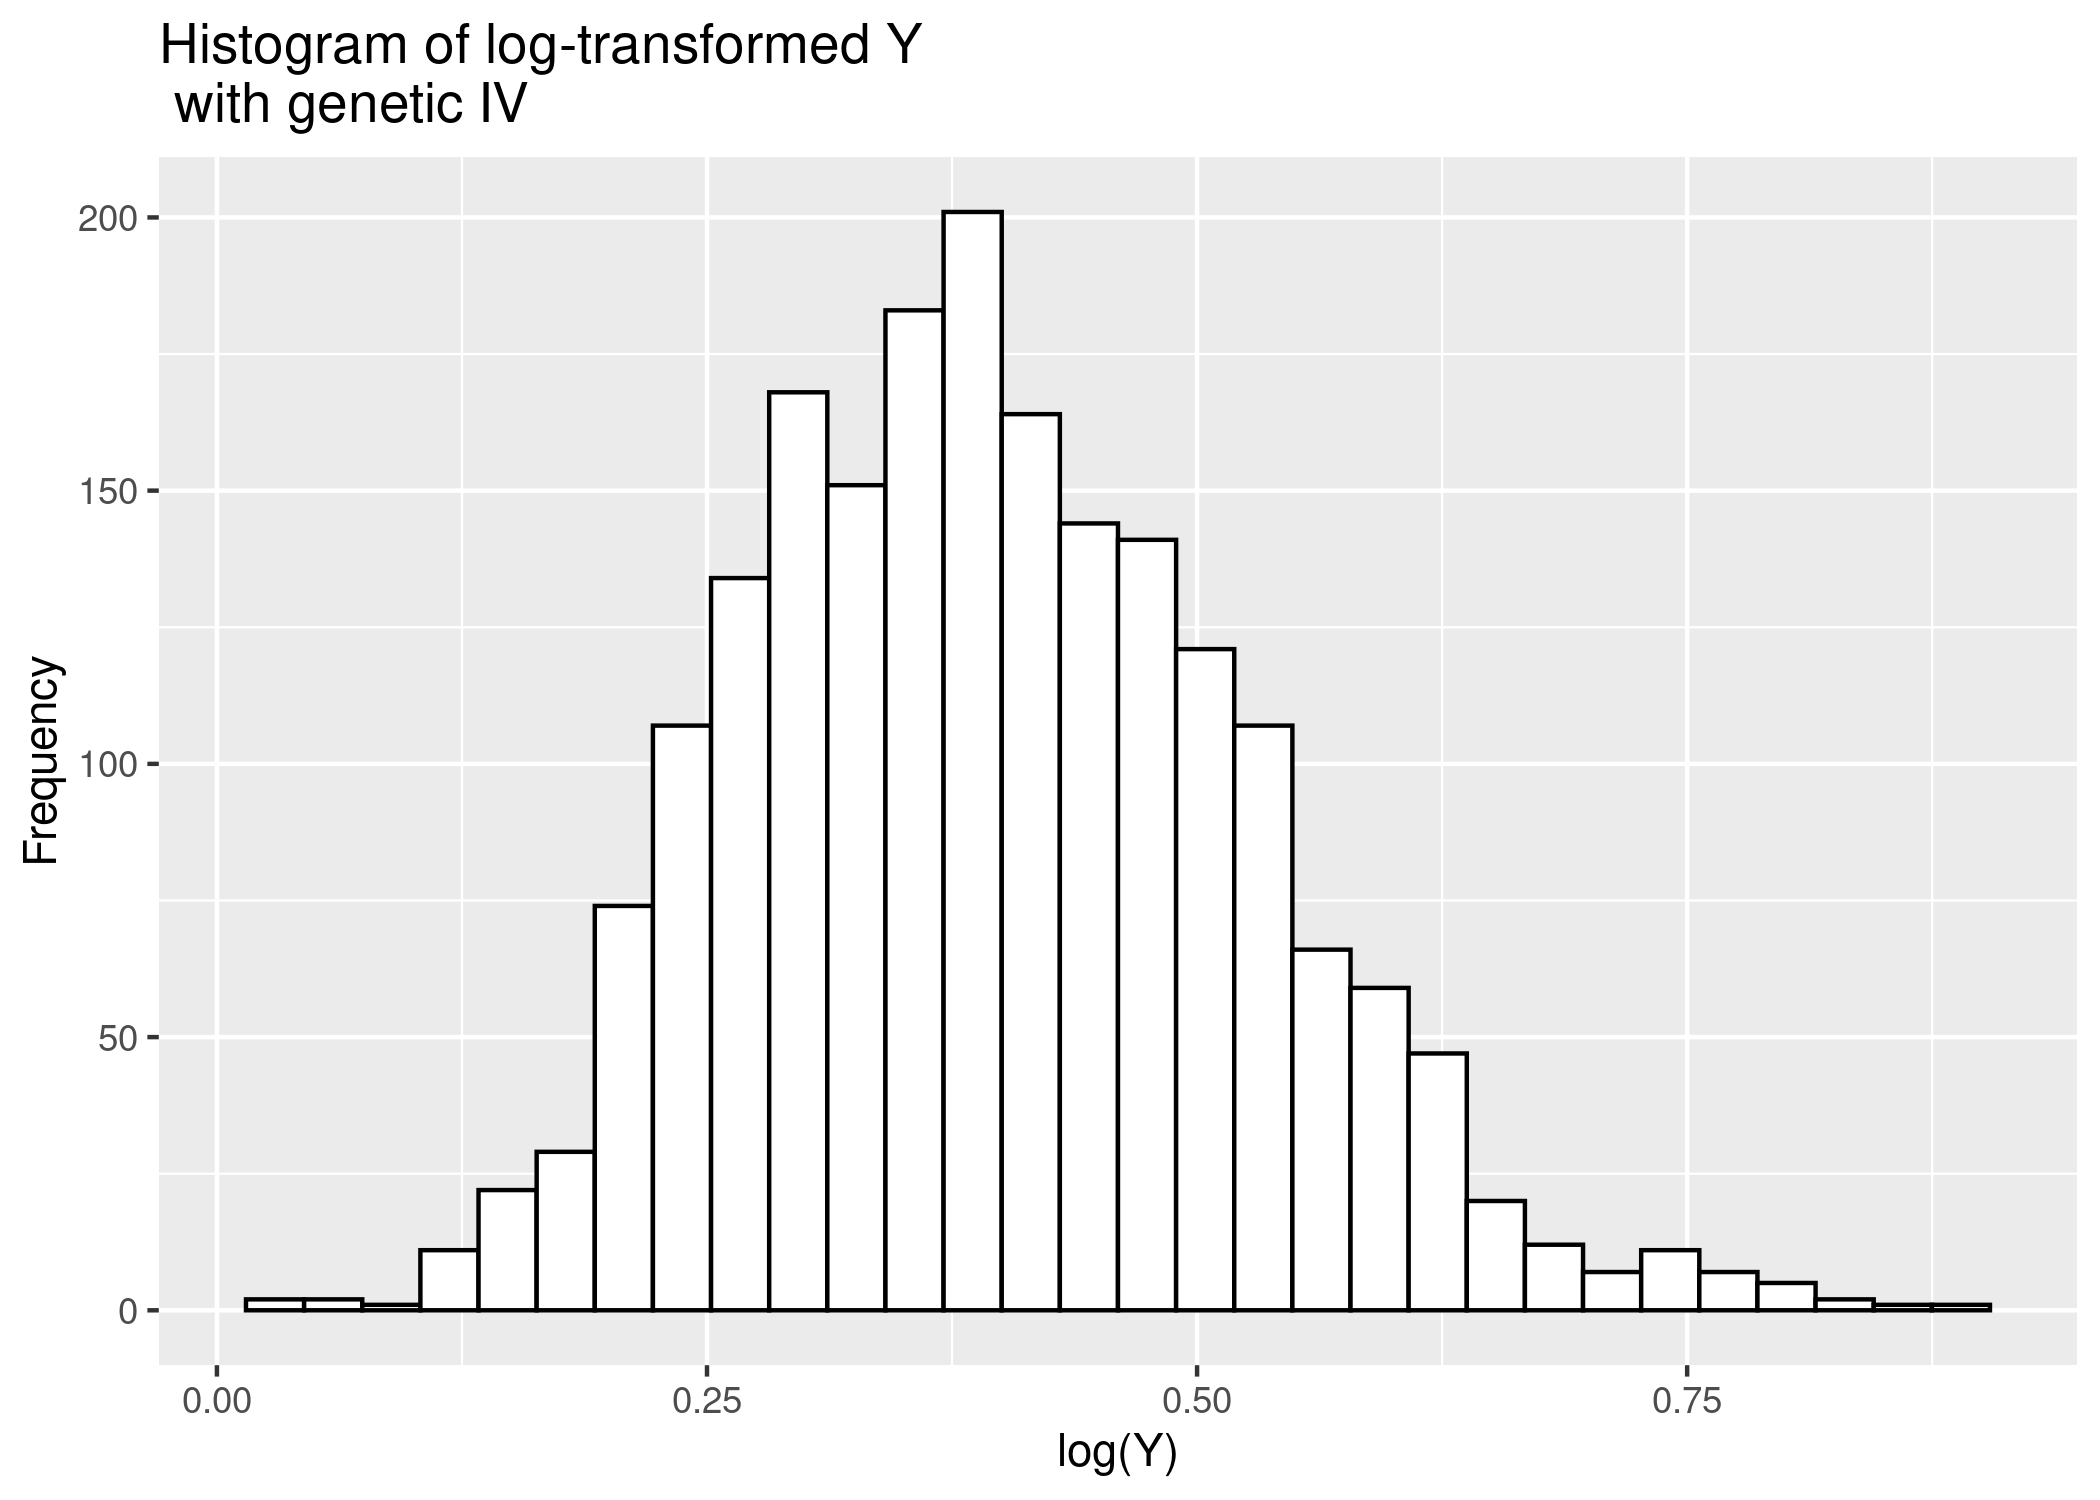 Histogram of log-transformed Y
with genetic IV
200
150
100
50
0
Frequency
0.00 0.25 0.50 0.75
log(Y)